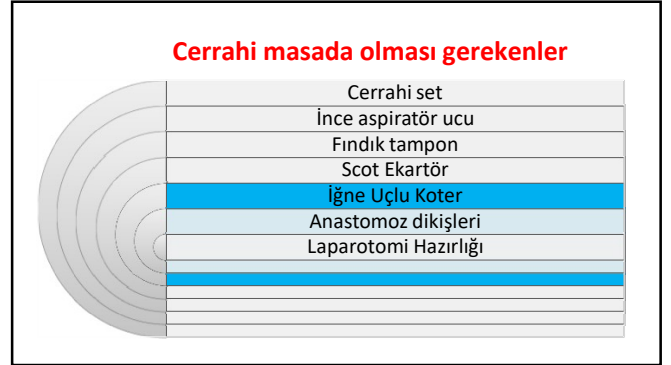 Cerrahi masada olması gerekenler
Cerrahi set
İnce aspiratör ucu
Fındık tampon
Scot Ekartör
İğne Uçlu Koter
Anastomoz dikişleri
Laparotomi Hazırlığı